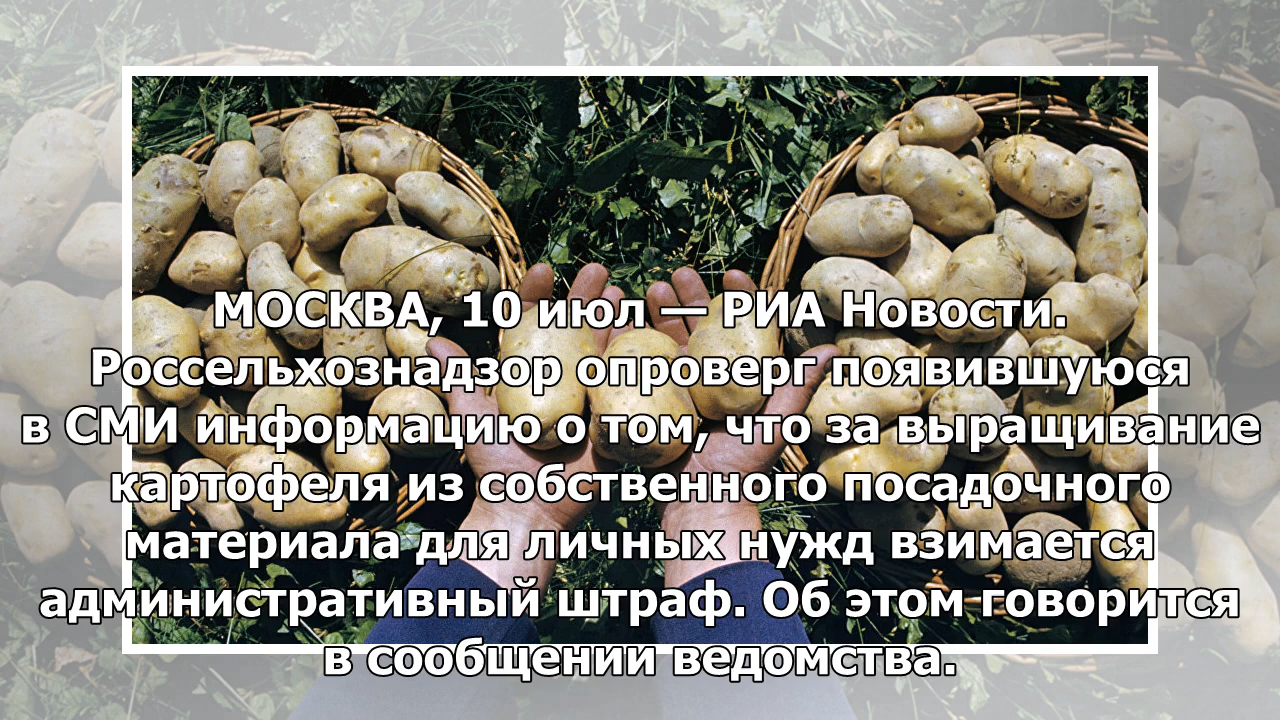 МОСКВА, 10 июл — РИА Новости.
Россельхознадзор опроверг появившуюся
в СМИ информацию о том, что за выращивание
картофеля из собственного посадочного
материала для личных нужд взимается
административный штраф. Об этом говорится
в сообщении ведомства.